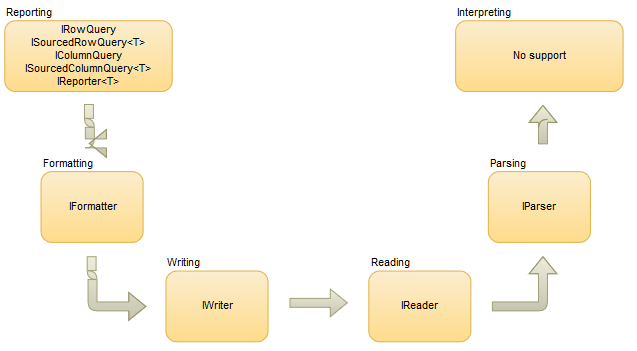 Reporting
IRowQuery
ISourcedRowQuery<T>
IColumnQuery
ISourcedColumnQuery<T>
IReporter<T>
Interpreting
No support
Formatting
IFormatter
Parsing
IParser
Writing
IWriter
Reading
IReader